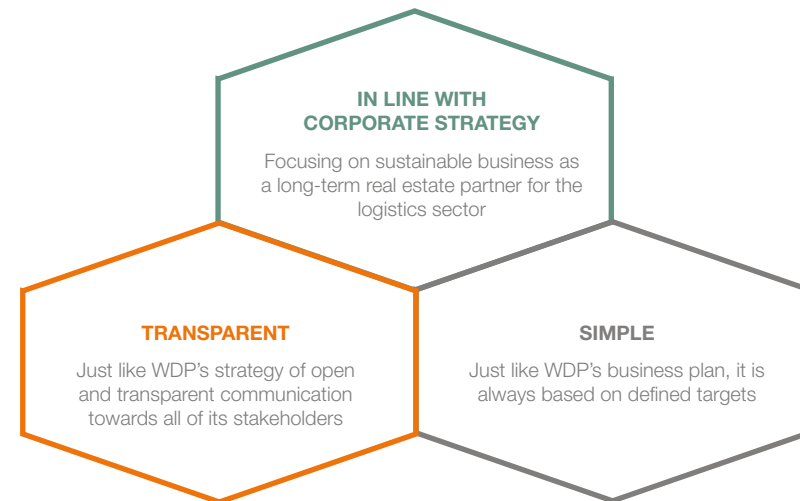 IN LINE WITH
CORPORATE STRATEGY
Focusing on sustainable business as
a long-term real estate partner for the
logistics sector
TRANSPARENT
Just like WDP's strategy of open
and transparent communication
towards all of its stakeholders
SIMPLE
Just like WDP's business plan, it is
always based on defined targets